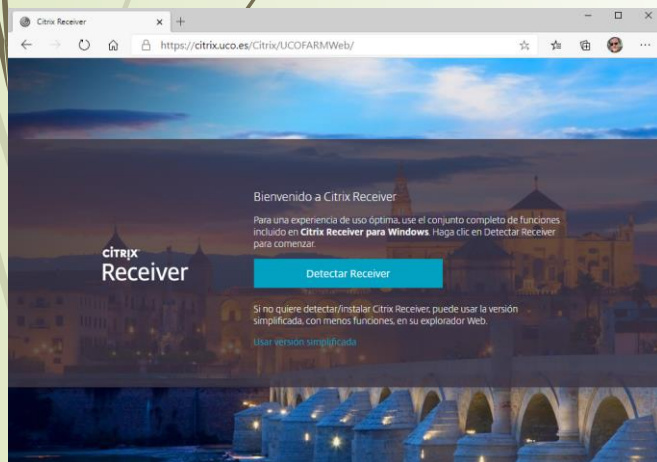 Citrix Receiver
https://citrix.uco.es/Citrix/UCOFARMWeb/
Bienvenido a Citrix Receiver
Para una experiencia de uso óptima, use el conjunto completo de funciones
incluido en Citrix Receiver para Windows. Haga clic en Detectar Receiver
para comenzar.
CITRIX
Receiver
Detectar Receiver
Si no quiere detectar/instalar Citrix Receiver, puede usar la versión
simplificada, con menos funciones, en su explorador Web.
Usar versión simplificada